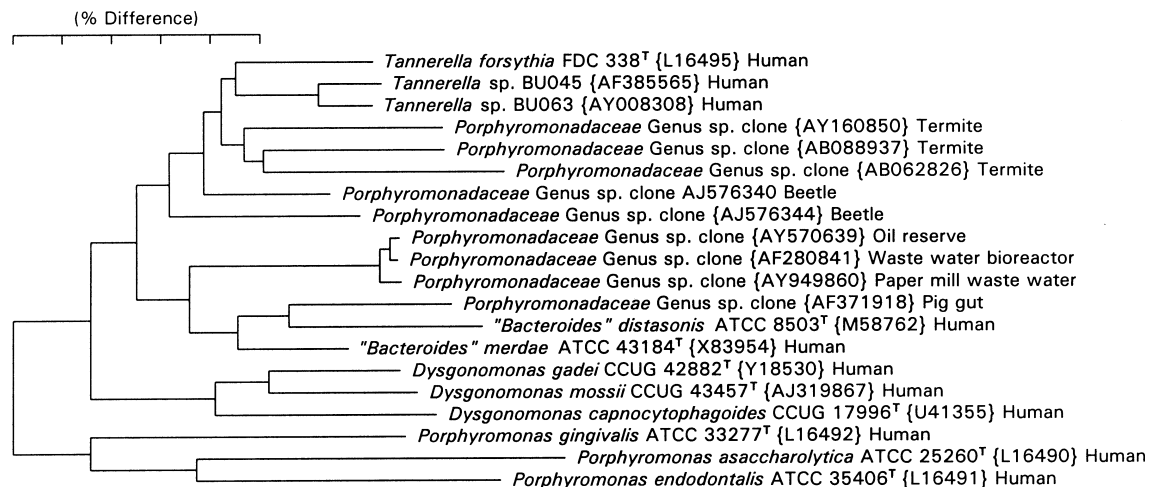 (% Difference)
Tannerella forsythia FDC 338ᵀ {L16495} Human
Tannerella sp. BU045 {AF385565} Human
Tannerella sp. BU063 {AY008308} Human
Porphyromonadaceae Genus sp. clone {AY160850} Termite
Porphyromonadaceae Genus sp. clone {AB088937} Termite
Porphyromonadaceae Genus sp. clone {AB062826} Termite
Porphyromonadaceae Genus sp. clone AJ576340 Beetle
Porphyromonadaceae Genus sp. clone {AJ576344} Beetle
Porphyromonadaceae Genus sp. clone {AY570639} Oil reserve
Porphyromonadaceae Genus sp. clone {AF280841} Waste water bioreactor
Porphyromonadaceae Genus sp. clone {AY949860} Paper mill waste water
Porphyromonadaceae Genus sp. clone {AF371918} Pig gut
"Bacteroides" distasonis ATCC 8503ᵀ {M58762} Human
"Bacteroides" merdae ATCC 43184ᵀ {X83954} Human
Dysgonomonas gadei CCUG 42882ᵀ {Y18530} Human
Dysgonomonas mossii CCUG 43457ᵀ {AJ319867} Human
Dysgonomonas capnocytophagoides CCUG 17996ᵀ {U41355} Human
Porphyromonas gingivalis ATCC 33277ᵀ {L16492} Human
Porphyromonas asaccharolytica ATCC 25260ᵀ {L16490} Human
Porphyromonas endodontalis ATCC 35406ᵀ {L16491} Human